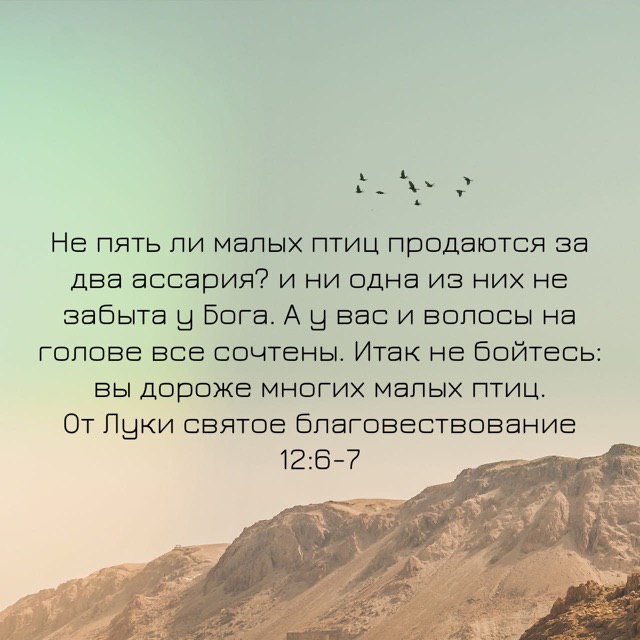 Не пять ли малых птиц продаются за
два ассария? и ни одна из них не
забыта у Бога. А у вас и волосы на
голове все сочтены. Итак не бойтесь:
вы дороже многих малых птиц.
От Луки святое благовествование
12:6-7